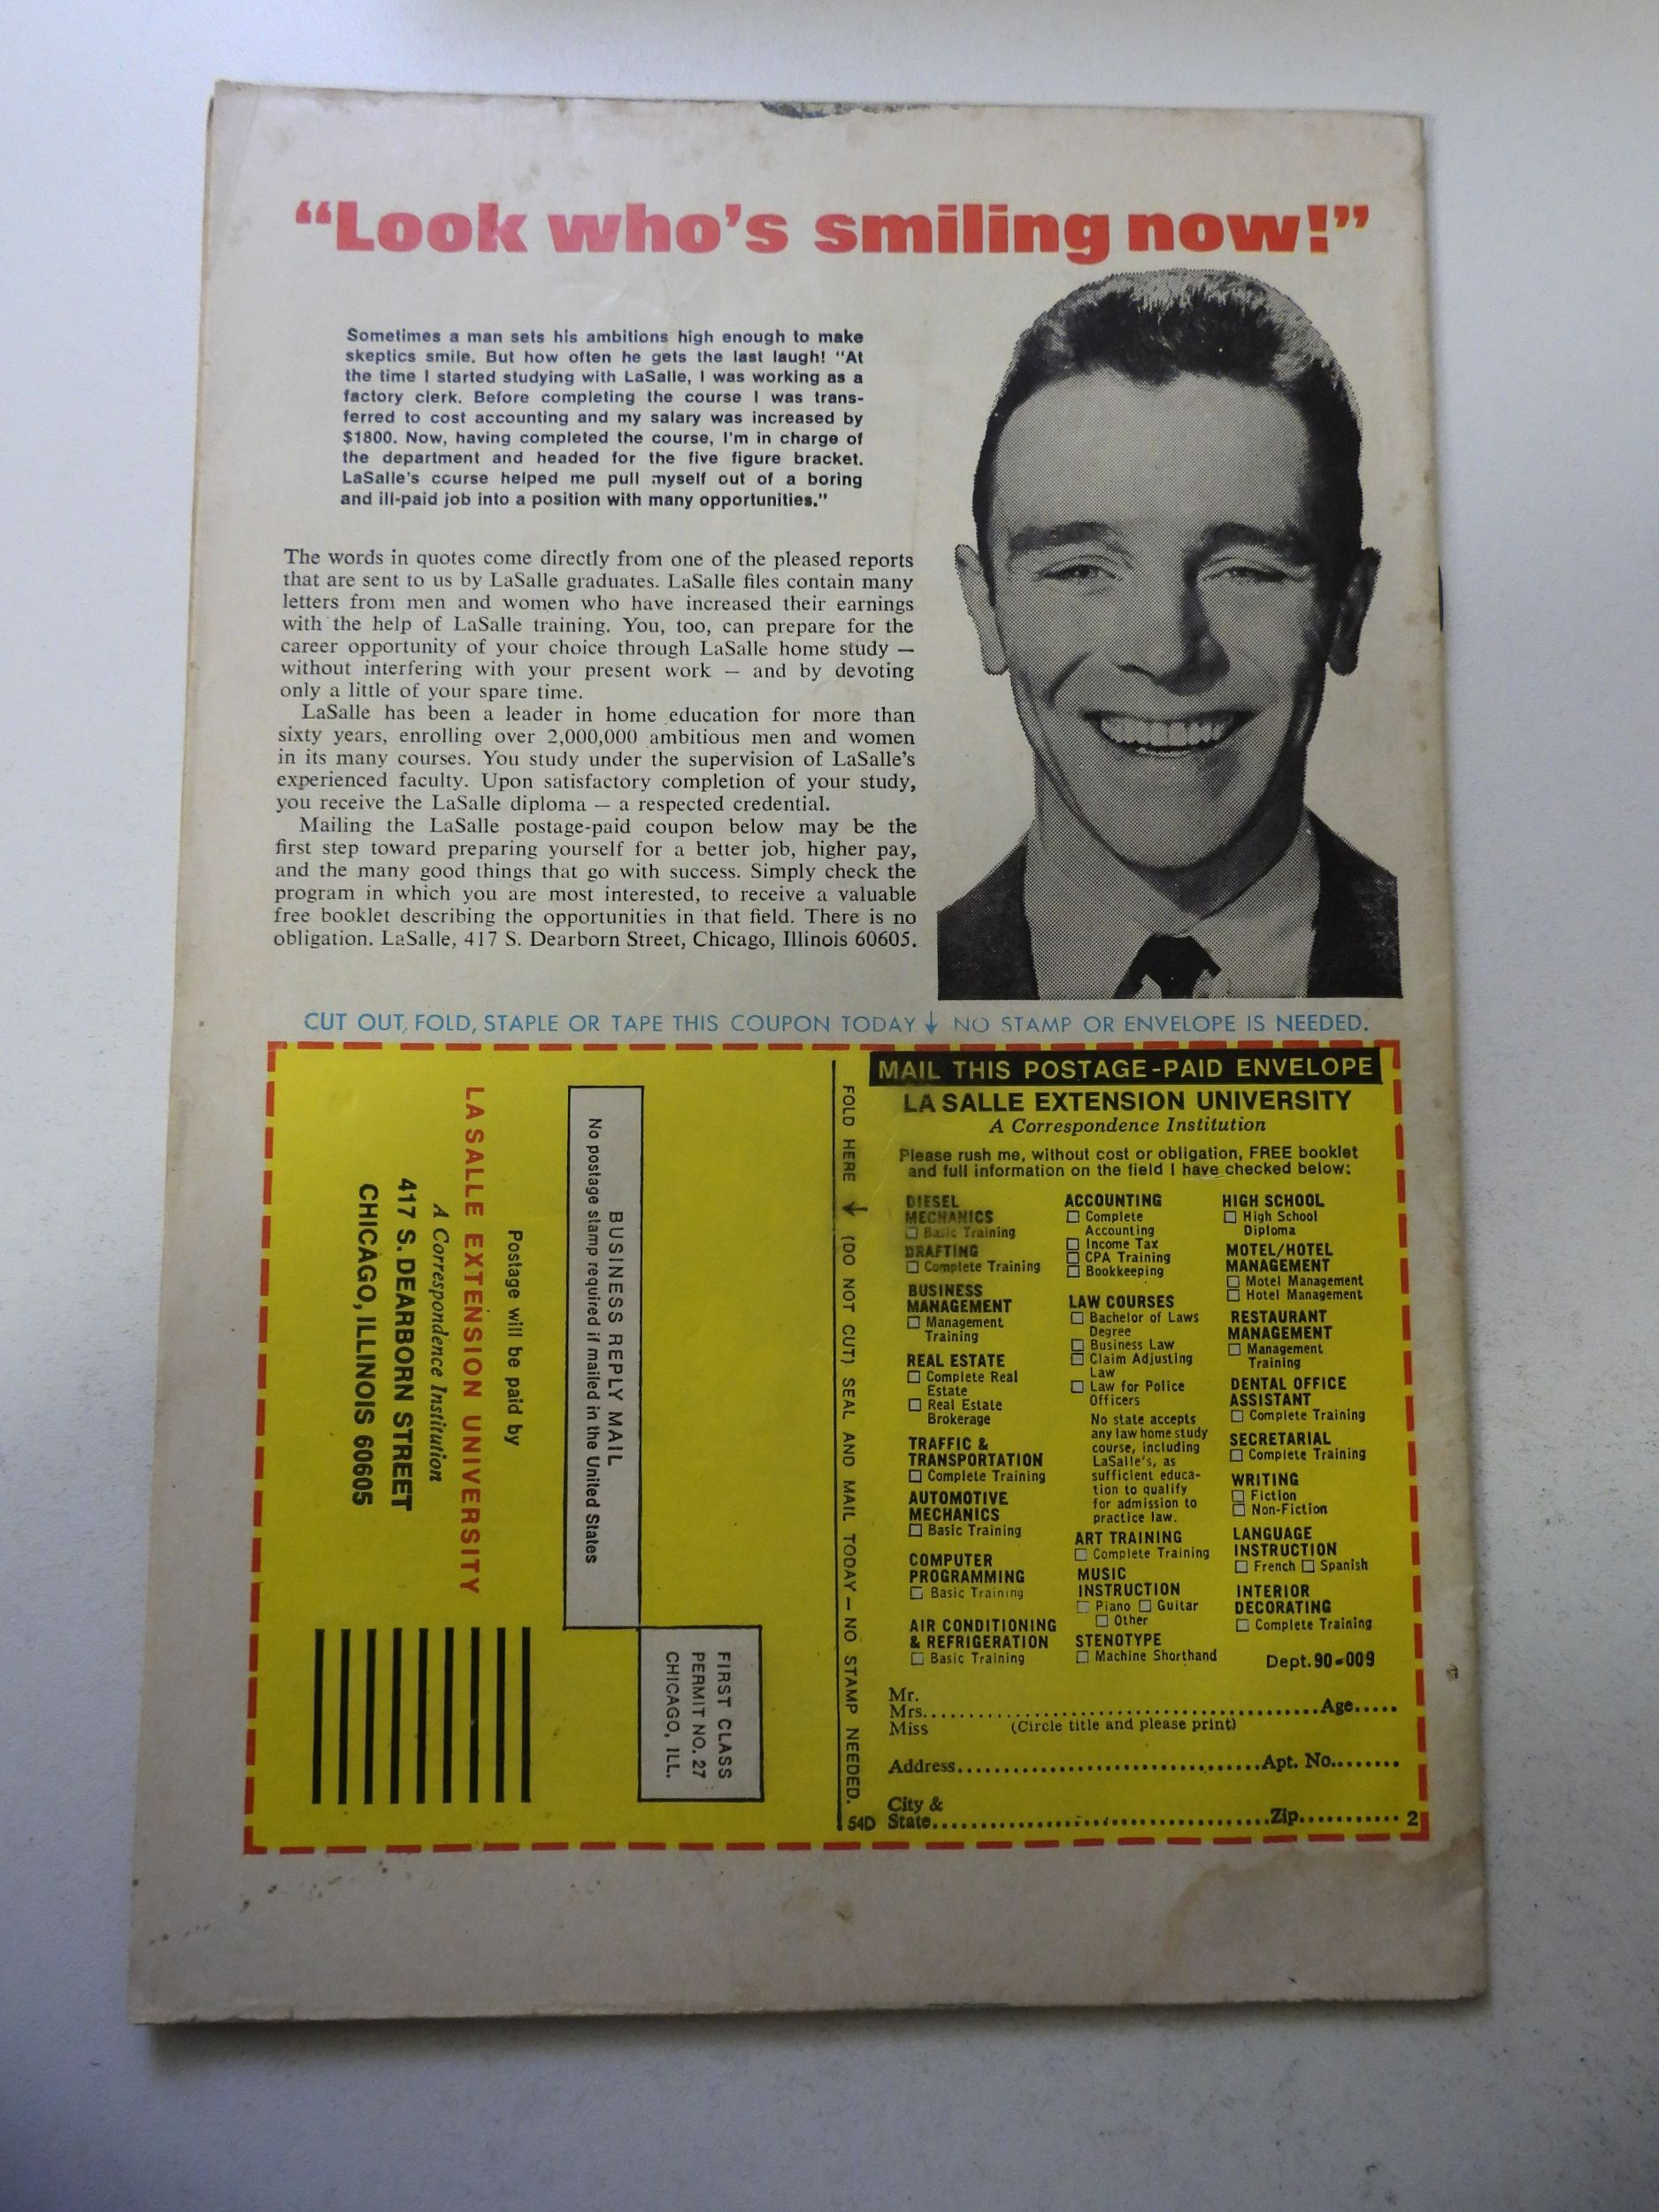 “Look who’s smiling now!”
Sometimes a man sets his ambitions high enough to make
skeptics smile. But how often he gets the last laugh! “At
the time I started studying with LaSalle, I was working as a
factory clerk. Before completing the course I was trans-
ferred to cost accounting and my salary was increased by
$1800. Now, having completed the course, I’m in charge of
the department and headed for the five figure bracket.
LaSalle’s course helped me pull myself out of a boring
and ill-paid job into a position with many opportunities.”
The words in quotes come directly from one of the pleased reports
that are sent to us by LaSalle graduates. LaSalle files contain many
letters from men and women who have increased their earnings
with the help of LaSalle training. You, too, can prepare for the
career opportunity of your choice through LaSalle home study —
without interfering with your present work — and by devoting
only a little of your spare time.
LaSalle has been a leader in home education for more than
sixty years, enrolling over 2,000,000 ambitious men and women
in its many courses. You study under the supervision of LaSalle’s
experienced faculty. Upon satisfactory completion of your study,
you receive the LaSalle diploma — a respected credential.
Mailing the LaSalle postage-paid coupon below may be the
first step toward preparing yourself for a better job, higher pay,
and the many good things that go with success. Simply check the
program in which you are most interested, to receive a valuable
free booklet describing the opportunities in that field. There is no
obligation. LaSalle, 417 S. Dearborn Street, Chicago, Illinois 60605.
CUT OUT, FOLD, STAPLE OR TAPE THIS COUPON TODAY ↓ NO STAMP OR ENVELOPE IS NEEDED.
FIRST CLASS
PERMIT NO. 27
CHICAGO, ILL.
BUSINESS REPLY MAIL
No postage stamp required if mailed in the United States
Postage will be paid by
LA SALLE EXTENSION UNIVERSITY
A Correspondence Institution
417 S. DEARBORN STREET
CHICAGO, ILLINOIS 60605
FOLD HERE → (DO NOT CUT) SEAL AND MAIL TODAY — NO STAMP NEEDED.
MAIL THIS POSTAGE-PAID ENVELOPE
LA SALLE EXTENSION UNIVERSITY
A Correspondence Institution
Please rush me, without cost or obligation, FREE booklet
and full information on the field I have checked below:
DIESEL
MECHANICS
☐ Basic Training
DRAFTING
☐ Complete Training
BUSINESS
MANAGEMENT
☐ Management
Training
REAL ESTATE
☐ Complete Real
Estate
☐ Real Estate
Brokerage
TRAFFIC &
TRANSPORTATION
☐ Complete Training
AUTOMOTIVE
MECHANICS
☐ Basic Training
COMPUTER
PROGRAMMING
☐ Basic Training
AIR CONDITIONING
& REFRIGERATION
☐ Basic Training
ACCOUNTING
☐ Complete
Accounting
☐ Income Tax
☐ CPA Training
☐ Bookkeeping
LAW COURSES
☐ Bachelor of Laws
Degree
☐ Business Law
☐ Claim Adjusting
Law
☐ Law for Police
Officers
No state accepts
any law home study
course, including
LaSalle’s, as
sufficient educa-
tion to qualify
for admission to
practice law.
ART TRAINING
☐ Complete Training
MUSIC
INSTRUCTION
☐ Piano ☐ Guitar
☐ Other
STENOTYPE
☐ Machine Shorthand
HIGH SCHOOL
☐ High School
Diploma
MOTEL/HOTEL
MANAGEMENT
☐ Motel Management
☐ Hotel Management
RESTAURANT
MANAGEMENT
☐ Management
Training
DENTAL OFFICE
ASSISTANT
☐ Complete Training
SECRETARIAL
☐ Complete Training
WRITING
☐ Fiction
☐ Non-Fiction
LANGUAGE
INSTRUCTION
☐ French ☐ Spanish
INTERIOR
DECORATING
☐ Complete Training
Dept. 90-009
Mr.
Mrs. Age
Miss (Circle title and please print)
Address Apt. No.
City &
State Zip 2
54D